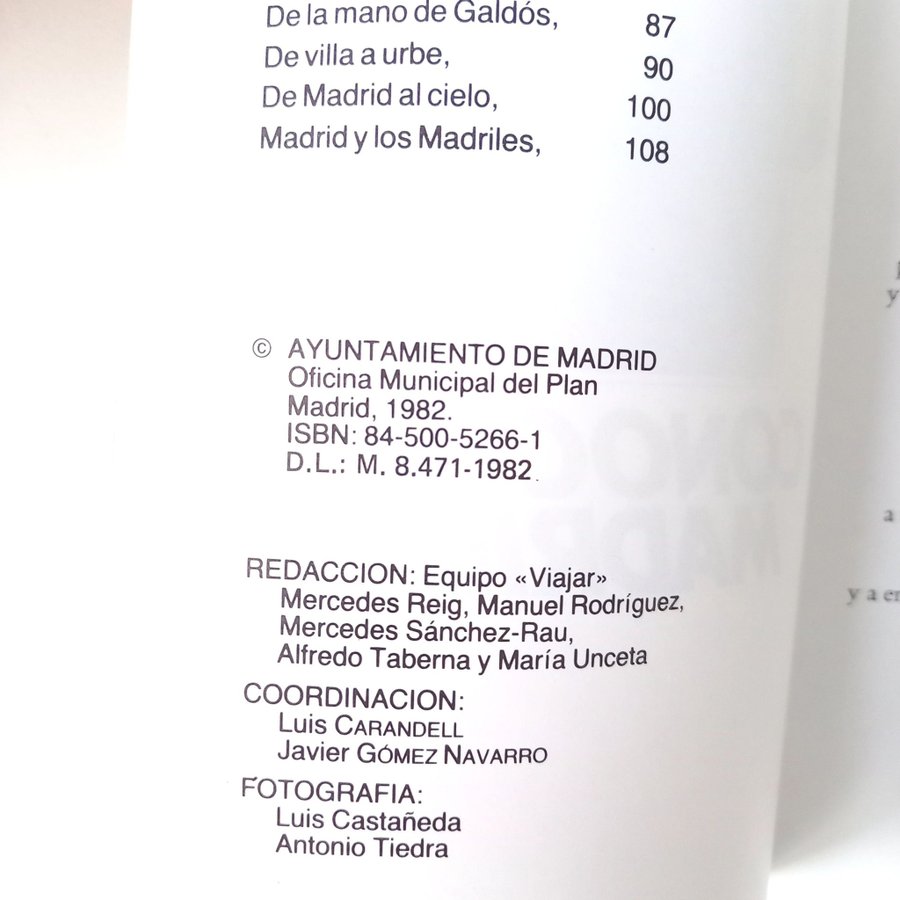 De la mano de Galdós, 87
De villa a urbe, 90
De Madrid al cielo, 100
Madrid y los Madriles, 108
© AYUNTAMIENTO DE MADRID
Oficina Municipal del Plan
Madrid, 1982.
ISBN: 84-500-5266-1
D.L.: M. 8.471-1982.
REDACCION: Equipo «Viajar»
Mercedes Reig, Manuel Rodríguez,
Mercedes Sánchez-Rau,
Alfredo Taberna y María Unceta
COORDINACION:
Luis CARANDELL
Javier GÓMEZ NAVARRO
FOTOGRAFIA:
Luis Castañeda
Antonio Tiedra
y
a
y a en